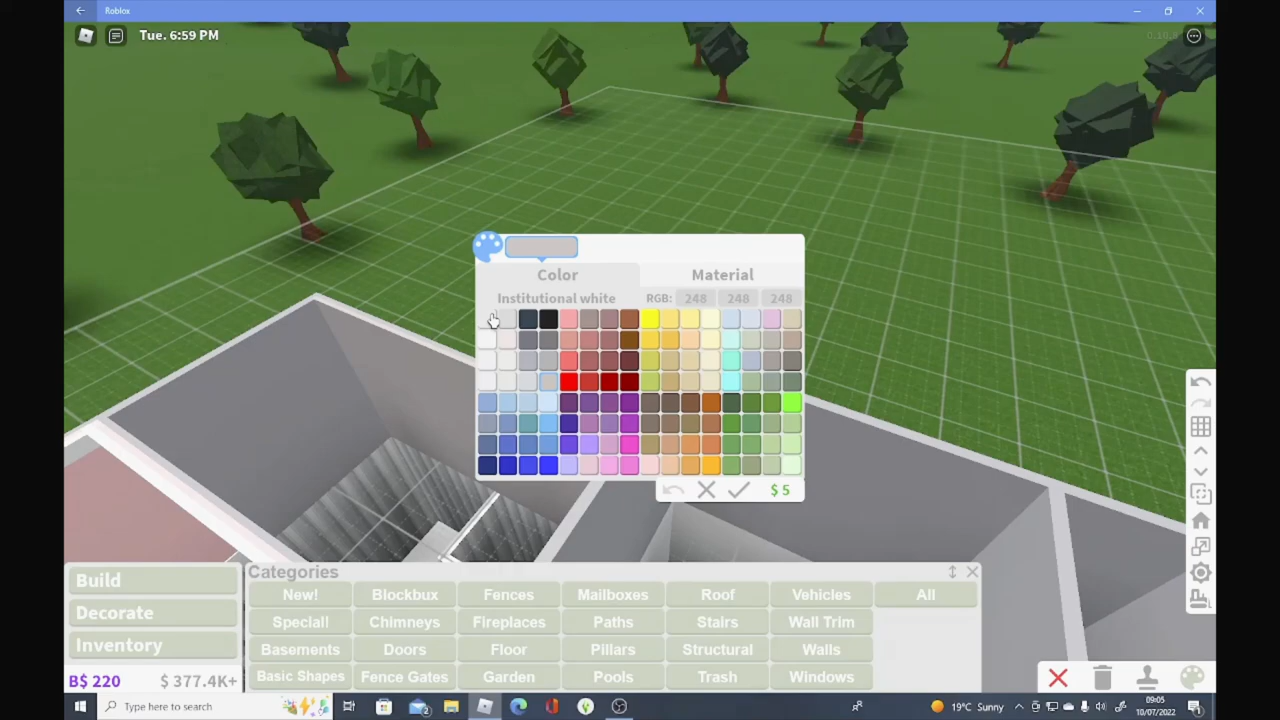 Roblox
Tue. 6:59 PM
Color
Material
Institutional white
RGB: 248 248 248
$ 5
Build
Decorate
Inventory
B$ 220 $ 377.4K+
Categories
New! Blockbux Fences Mailboxes Roof Vehicles All
Special! Chimneys Fireplaces Paths Stairs Wall Trim
Basements Doors Floor Pillars Structural Walls
Basic Shapes Fence Gates Garden Pools Trash Windows
Type here to search
19°C Sunny
09:05
10/07/2022